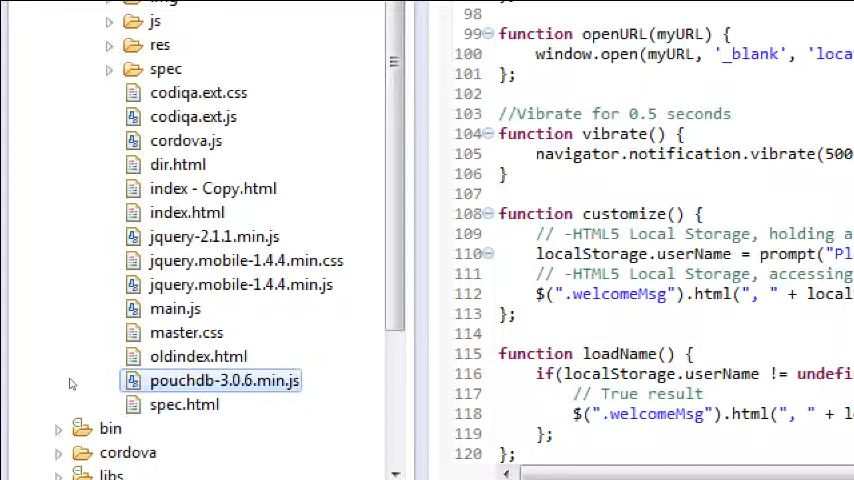 js
res
spec
codiqa.ext.css
codiqa.ext.js
cordova.js
dir.html
index - Copy.html
index.html
jquery-2.1.1.min.js
jquery.mobile-1.4.4.min.css
jquery.mobile-1.4.4.min.js
main.js
master.css
oldindex.html
pouchdb-3.0.6.min.js
spec.html
bin
cordova
libs
98
99 function openURL(myURL) {
100 window.open(myURL, '_blank', 'loca
101 };
102
103 //Vibrate for 0.5 seconds
104 function vibrate() {
105 navigator.notification.vibrate(500
106 }
107
108 function customize() {
109 // -HTML5 Local Storage, holding a
110 localStorage.userName = prompt("Pl
111 // -HTML5 Local Storage, accessing
112 $(".welcomeMsg").html(", " + local
113 };
114
115 function loadName() {
116 if(localStorage.userName != undefi
117 // True result
118 $(".welcomeMsg").html(", " + lo
119 };
120 };